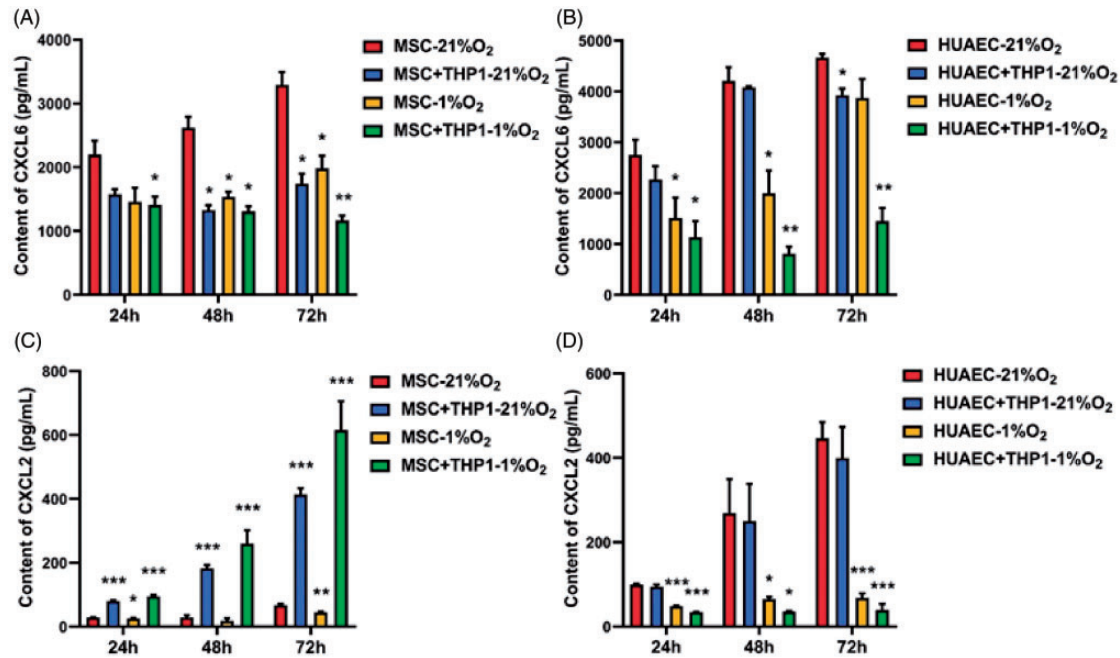 (A)
Content of CXCL6 (pg/mL)
4000
3000
2000
1000
0
* * * * * * **
24h 48h 72h
MSC-21%O₂
MSC+THP1-21%O₂
MSC-1%O₂
MSC+THP1-1%O₂
(B)
Content of CXCL6 (pg/mL)
5000
4000
3000
2000
1000
0
* * * ** * **
24h 48h 72h
HUAEC-21%O₂
HUAEC+THP1-21%O₂
HUAEC-1%O₂
HUAEC+THP1-1%O₂
(C)
Content of CXCL2 (pg/mL)
800
600
400
200
0
*** * *** *** *** *** ** ***
24h 48h 72h
MSC-21%O₂
MSC+THP1-21%O₂
MSC-1%O₂
MSC+THP1-1%O₂
(D)
Content of CXCL2 (pg/mL)
600
400
200
0
*** *** * * *** ***
24h 48h 72h
HUAEC-21%O₂
HUAEC+THP1-21%O₂
HUAEC-1%O₂
HUAEC+THP1-1%O₂